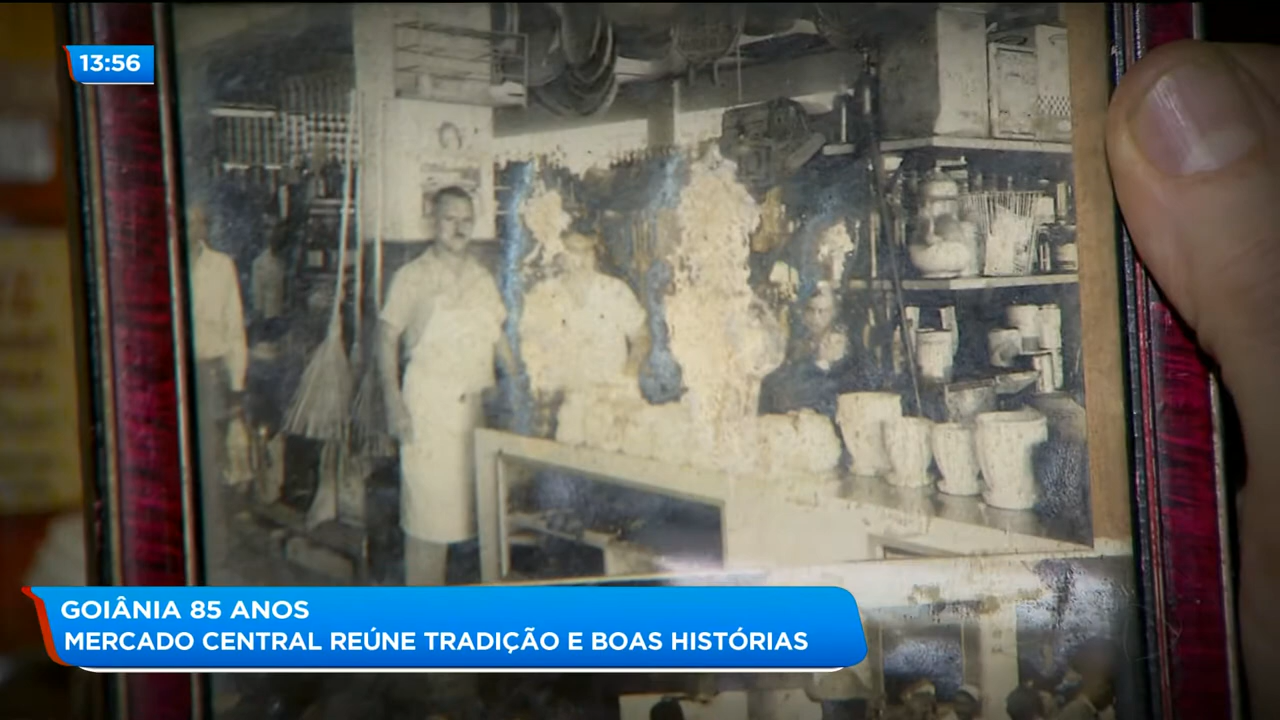 13:56
GOIÂNIA 85 ANOS
MERCADO CENTRAL REÚNE TRADIÇÃO E BOAS HISTÓRIAS